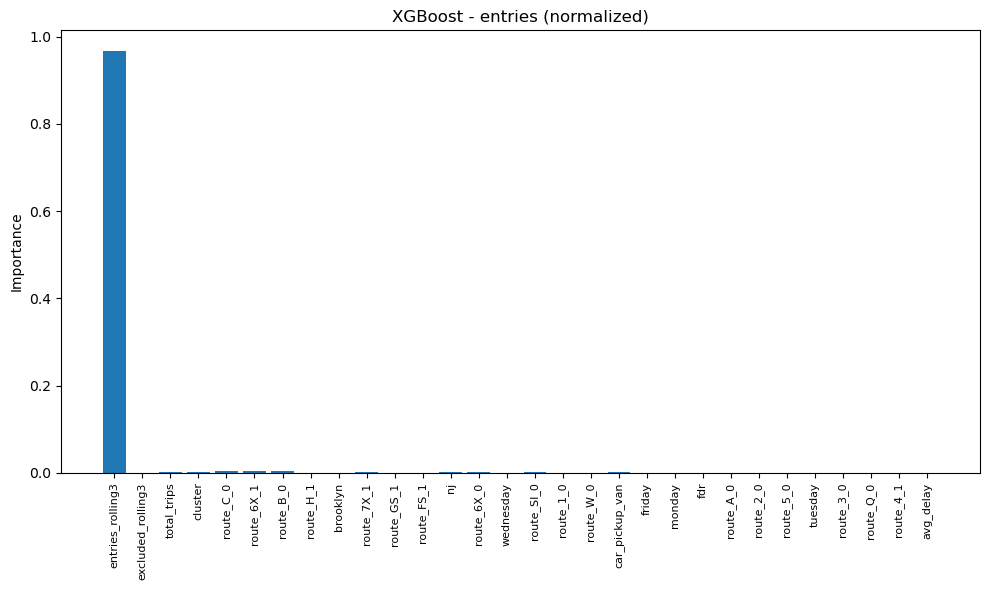 XGBoost - entries (normalized)
Importance
1.0
0.8
0.6
0.4
0.2
0.0
entries_rolling3
excluded_rolling3
total_trips
cluster
route_C_0
route_6X_1
route_B_0
route_H_1
brooklyn
route_7X_1
route_GS_1
route_FS_1
nj
route_6X_0
wednesday
route_SI_0
route_1_0
route_W_0
car_pickup_van
friday
monday
fdr
route_A_0
route_2_0
route_5_0
tuesday
route_3_0
route_Q_0
route_4_1
avg_delay